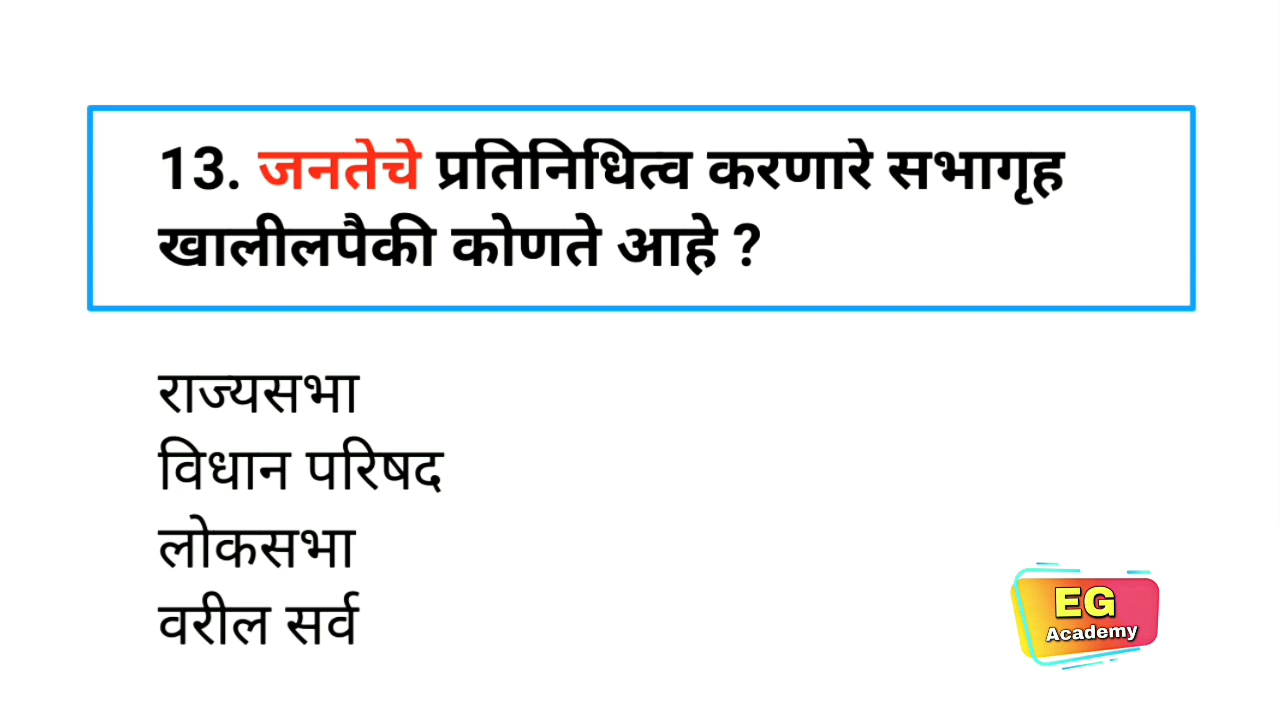 13. जनतेचे प्रतिनिधित्व करणारे सभागृह
खालीलपैकी कोणते आहे ?
राज्यसभा
विधान परिषद
लोकसभा
वरील सर्व
EG
Academy